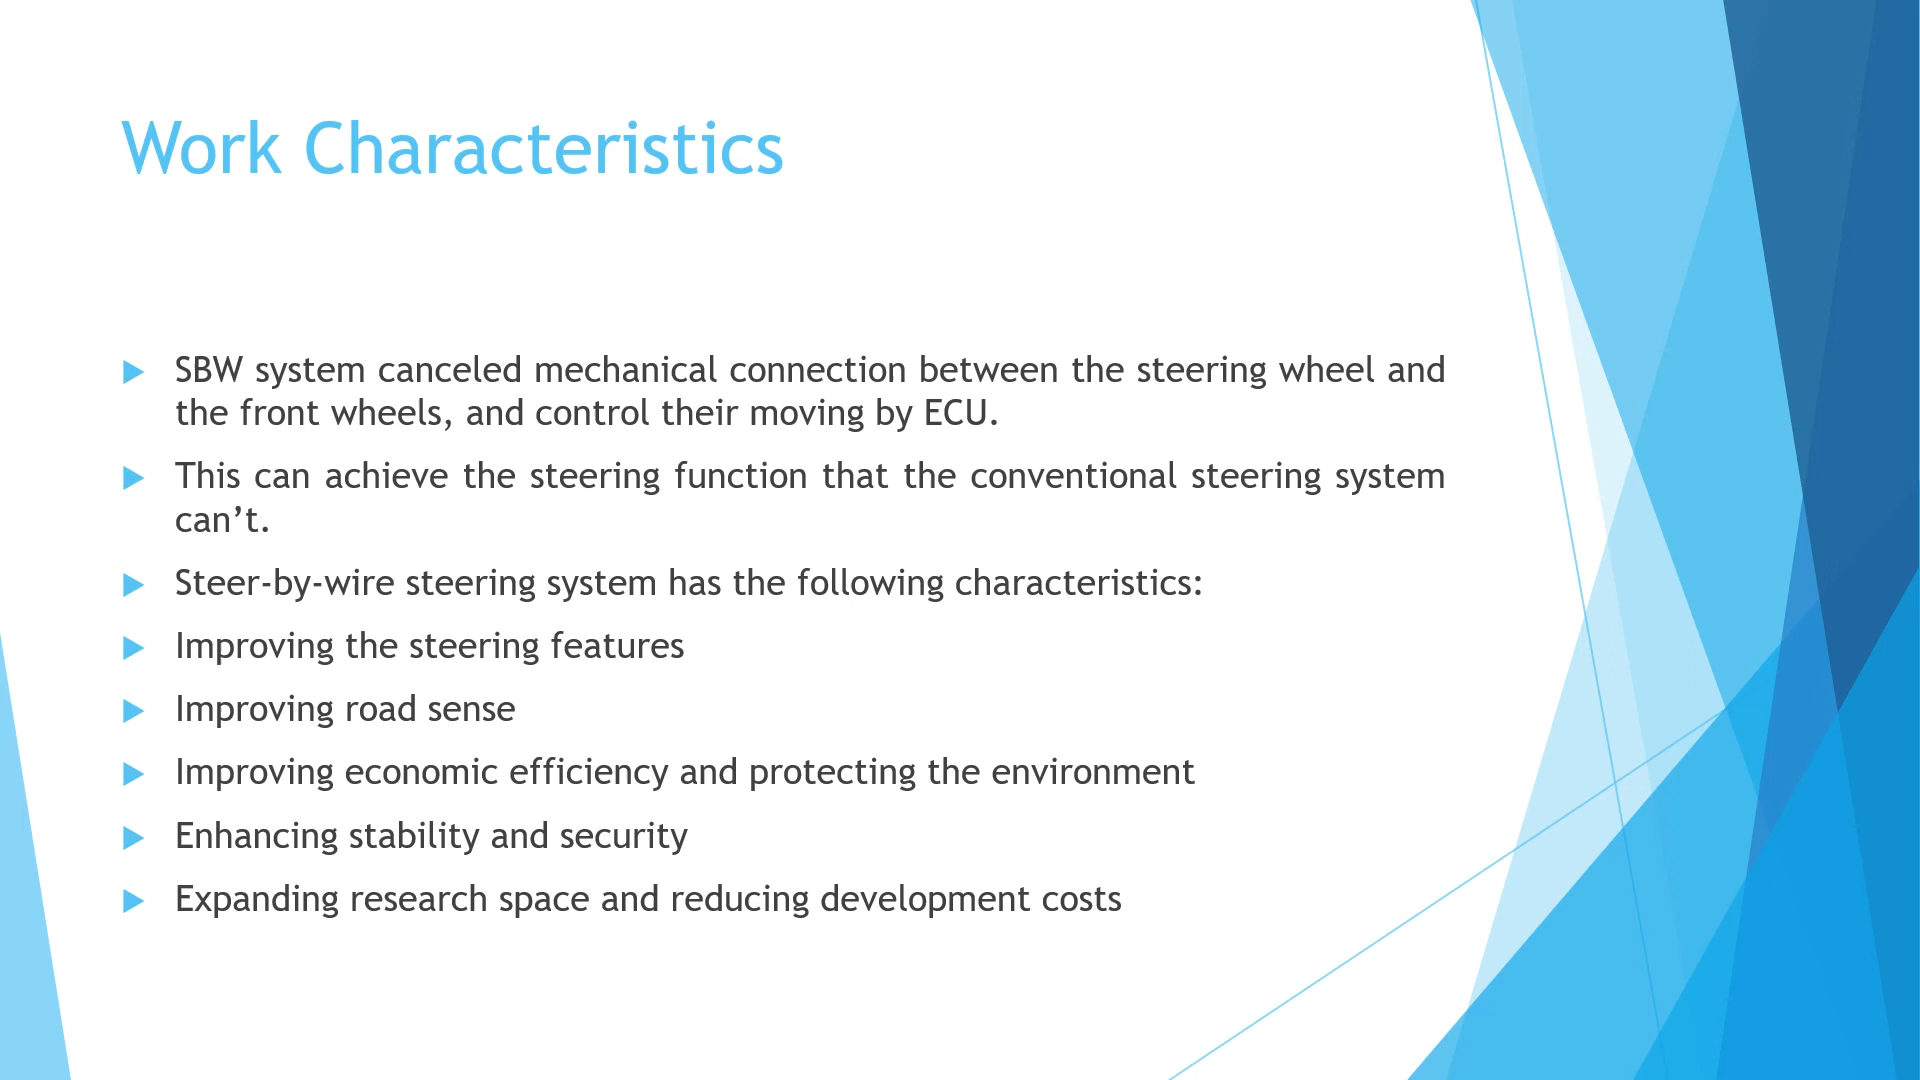 Work Characteristics
SBW system canceled mechanical connection between the steering wheel and
the front wheels, and control their moving by ECU.
This can achieve the steering function that the conventional steering system
can’t.
Steer-by-wire steering system has the following characteristics:
Improving the steering features
Improving road sense
Improving economic efficiency and protecting the environment
Enhancing stability and security
Expanding research space and reducing development costs